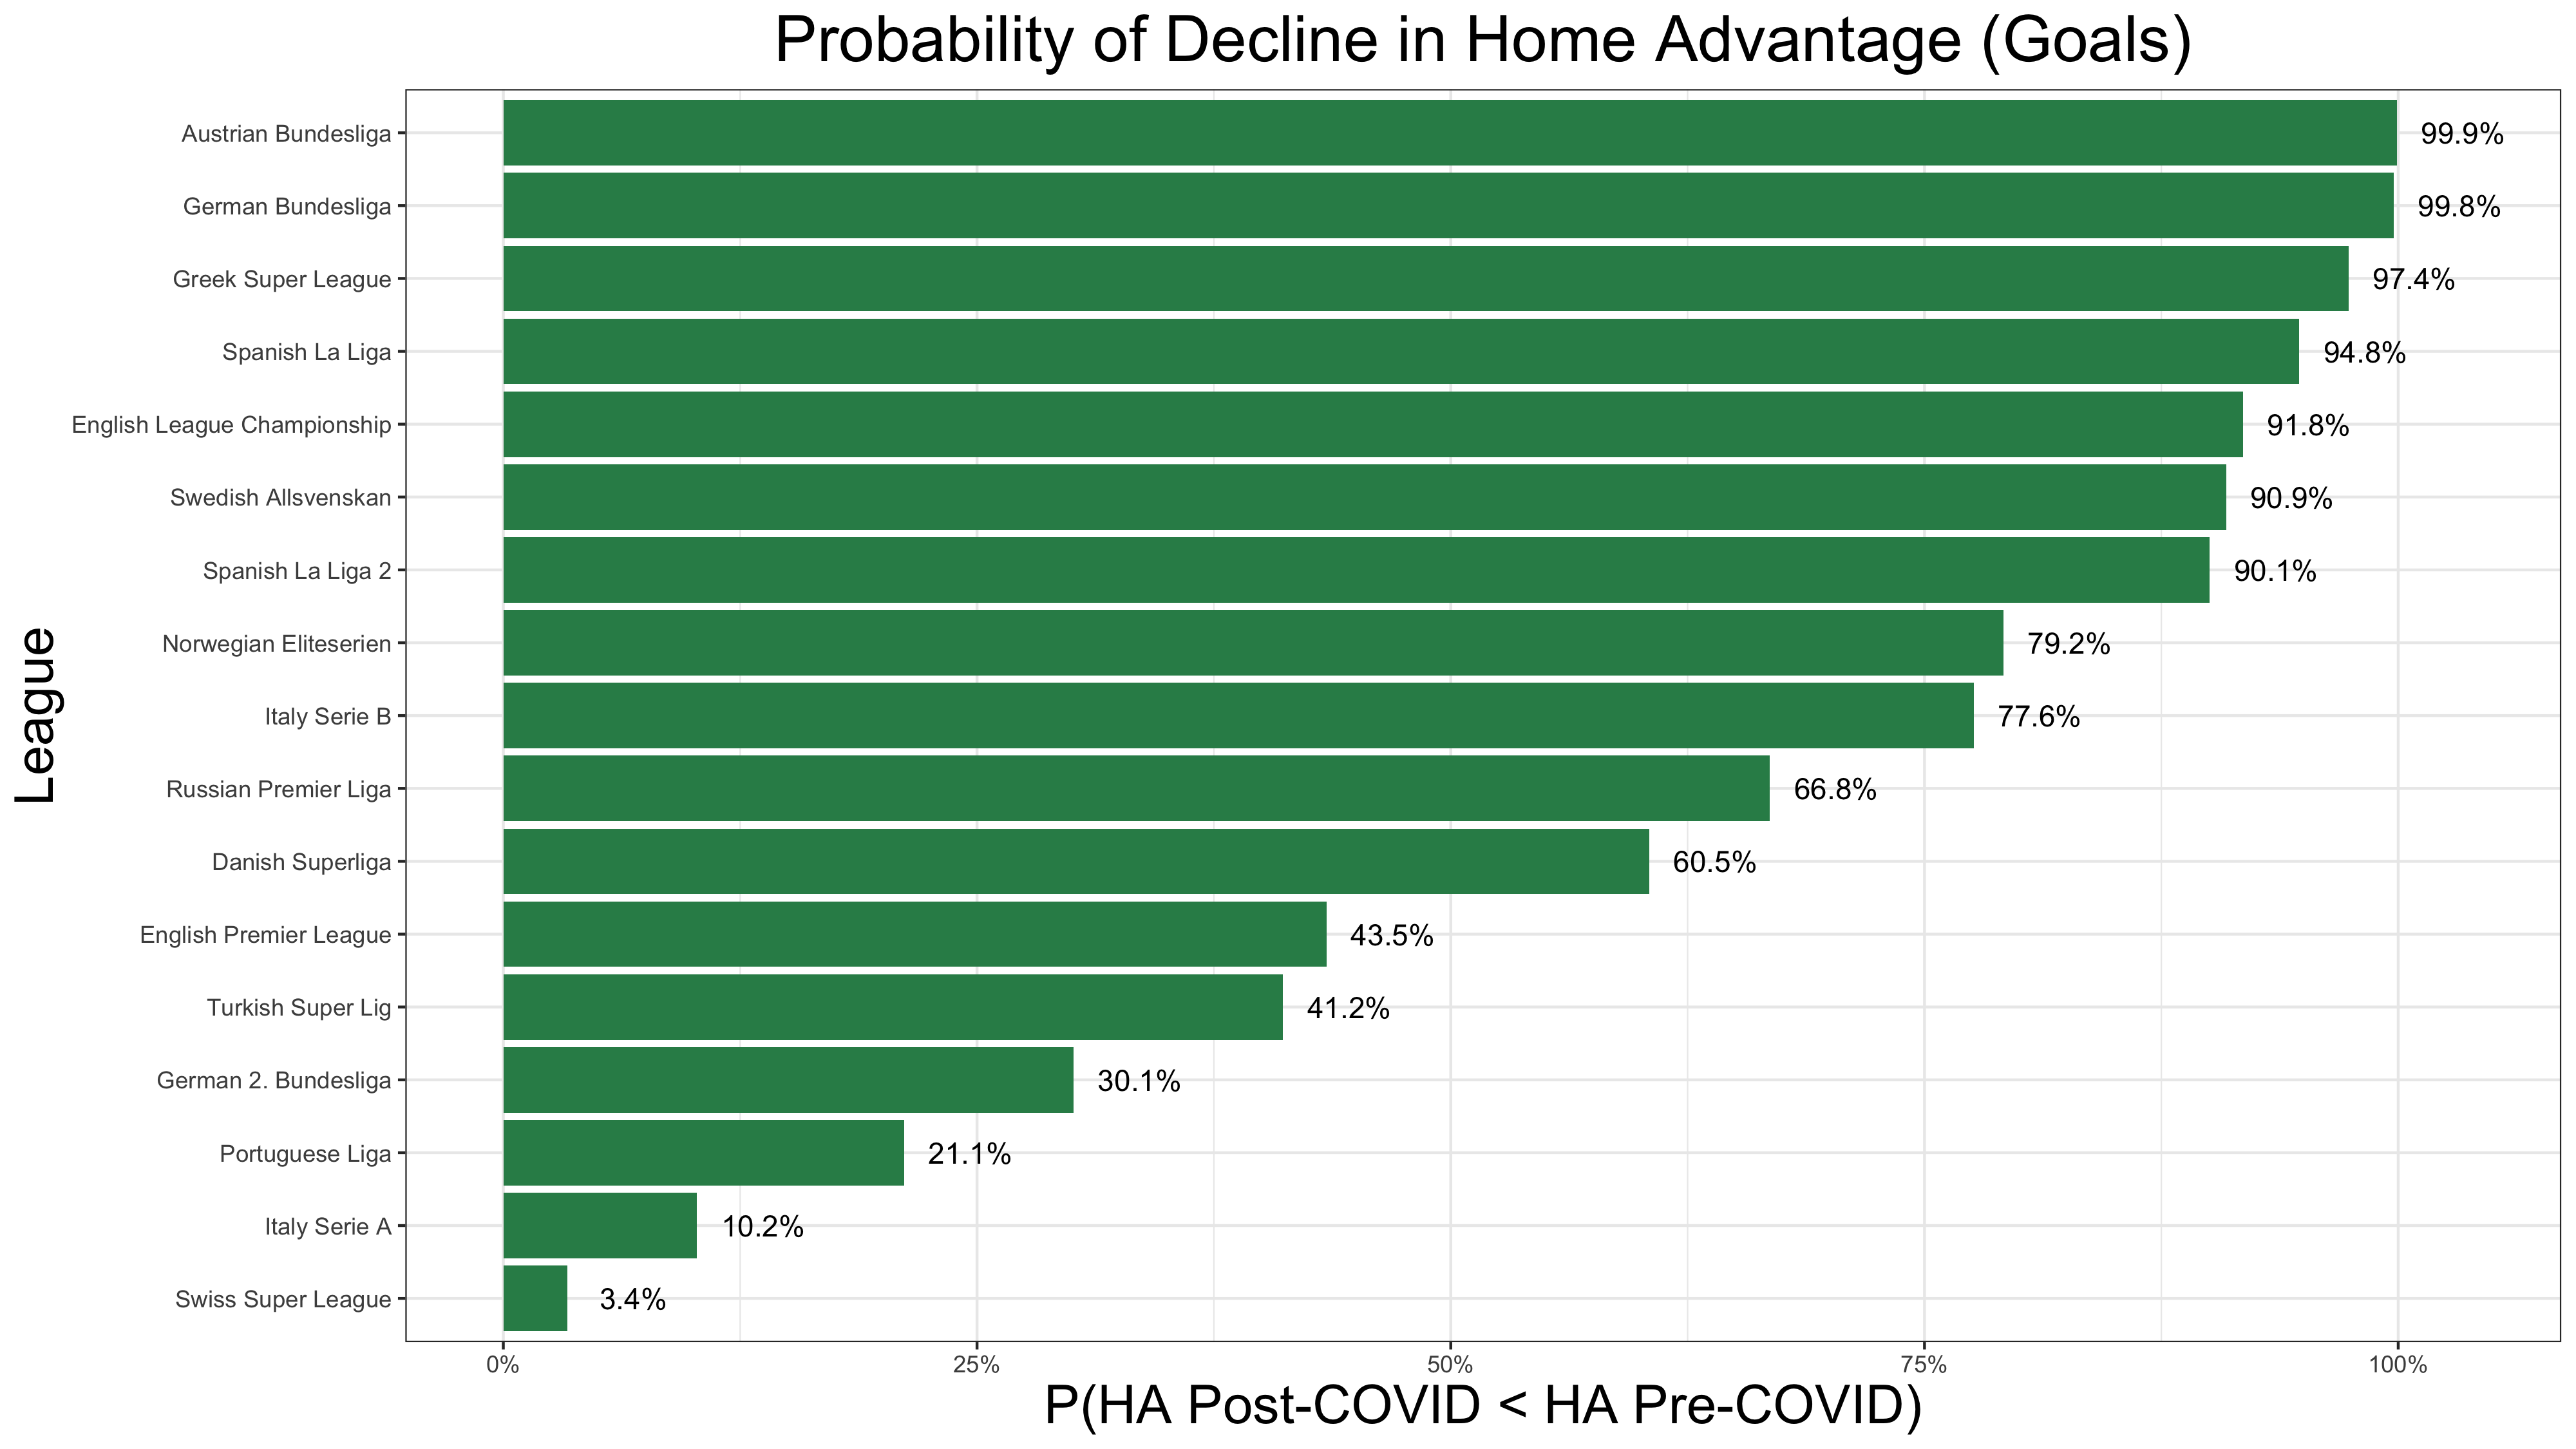 Probability of Decline in Home Advantage (Goals)
League
Austrian Bundesliga 99.9%
German Bundesliga 99.8%
Greek Super League 97.4%
Spanish La Liga 94.8%
English League Championship 91.8%
Swedish Allsvenskan 90.9%
Spanish La Liga 2 90.1%
Norwegian Eliteserien 79.2%
Italy Serie B 77.6%
Russian Premier Liga 66.8%
Danish Superliga 60.5%
English Premier League 43.5%
Turkish Super Lig 41.2%
German 2. Bundesliga 30.1%
Portuguese Liga 21.1%
Italy Serie A 10.2%
Swiss Super League 3.4%
0% 25% 50% 75% 100%
P(HA Post-COVID < HA Pre-COVID)